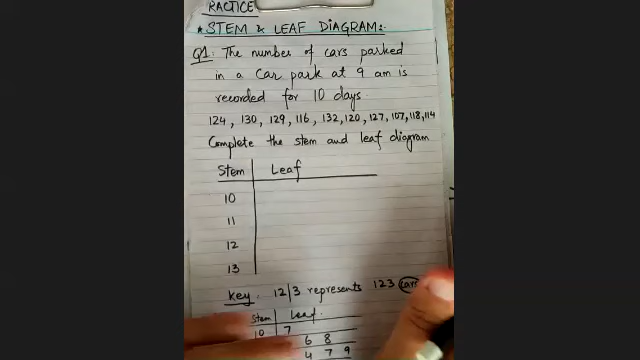 RACTICE
* STEM & LEAF DIAGRAM:-
Q1: The number of cars parked
in a car park at 9 am is
recorded for 10 days.
124, 130, 129, 116, 132, 120, 127, 107, 118, 114
Complete the stem and leaf diagram
Stem Leaf
10
11
12
13
Key: 12|3 represents 123 cars
Stem Leaf
10 7
6 8
4 7 9